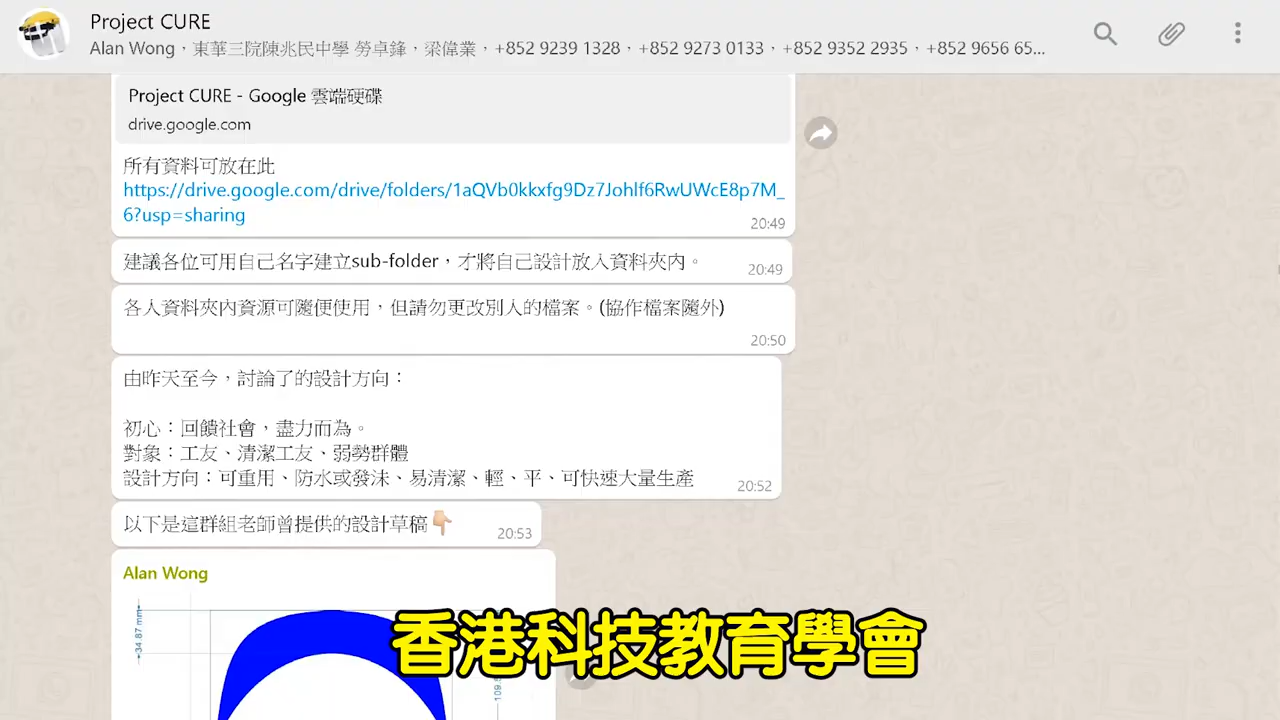 Project CURE
Alan Wong，東華三院陳兆民中學 勞卓鋒，梁偉業，+852 9239 1328，+852 9273 0133，+852 9352 2935，+852 9656 65...
Project CURE - Google 雲端硬碟
drive.google.com
所有資料可放在此
https://drive.google.com/drive/folders/1aQVb0kkxfg9Dz7Johlf6RwUWcE8p7M_
6?usp=sharing
20:49
建議各位可用自己名字建立sub-folder，才將自己設計放入資料夾內。
20:49
各人資料夾內資源可隨便使用，但請勿更改別人的檔案。(協作檔案隨外)
20:50
由昨天至今，討論了的設計方向：
初心：回饋社會，盡力而為。
對象：工友、清潔工友、弱勢群體
設計方向：可重用、防水或發沬、易清潔、輕、平、可快速大量生產
20:52
以下是這群組老師曾提供的設計草稿👇🏼
20:53
Alan Wong
34.87 mm
109.5
香港科技教育學會